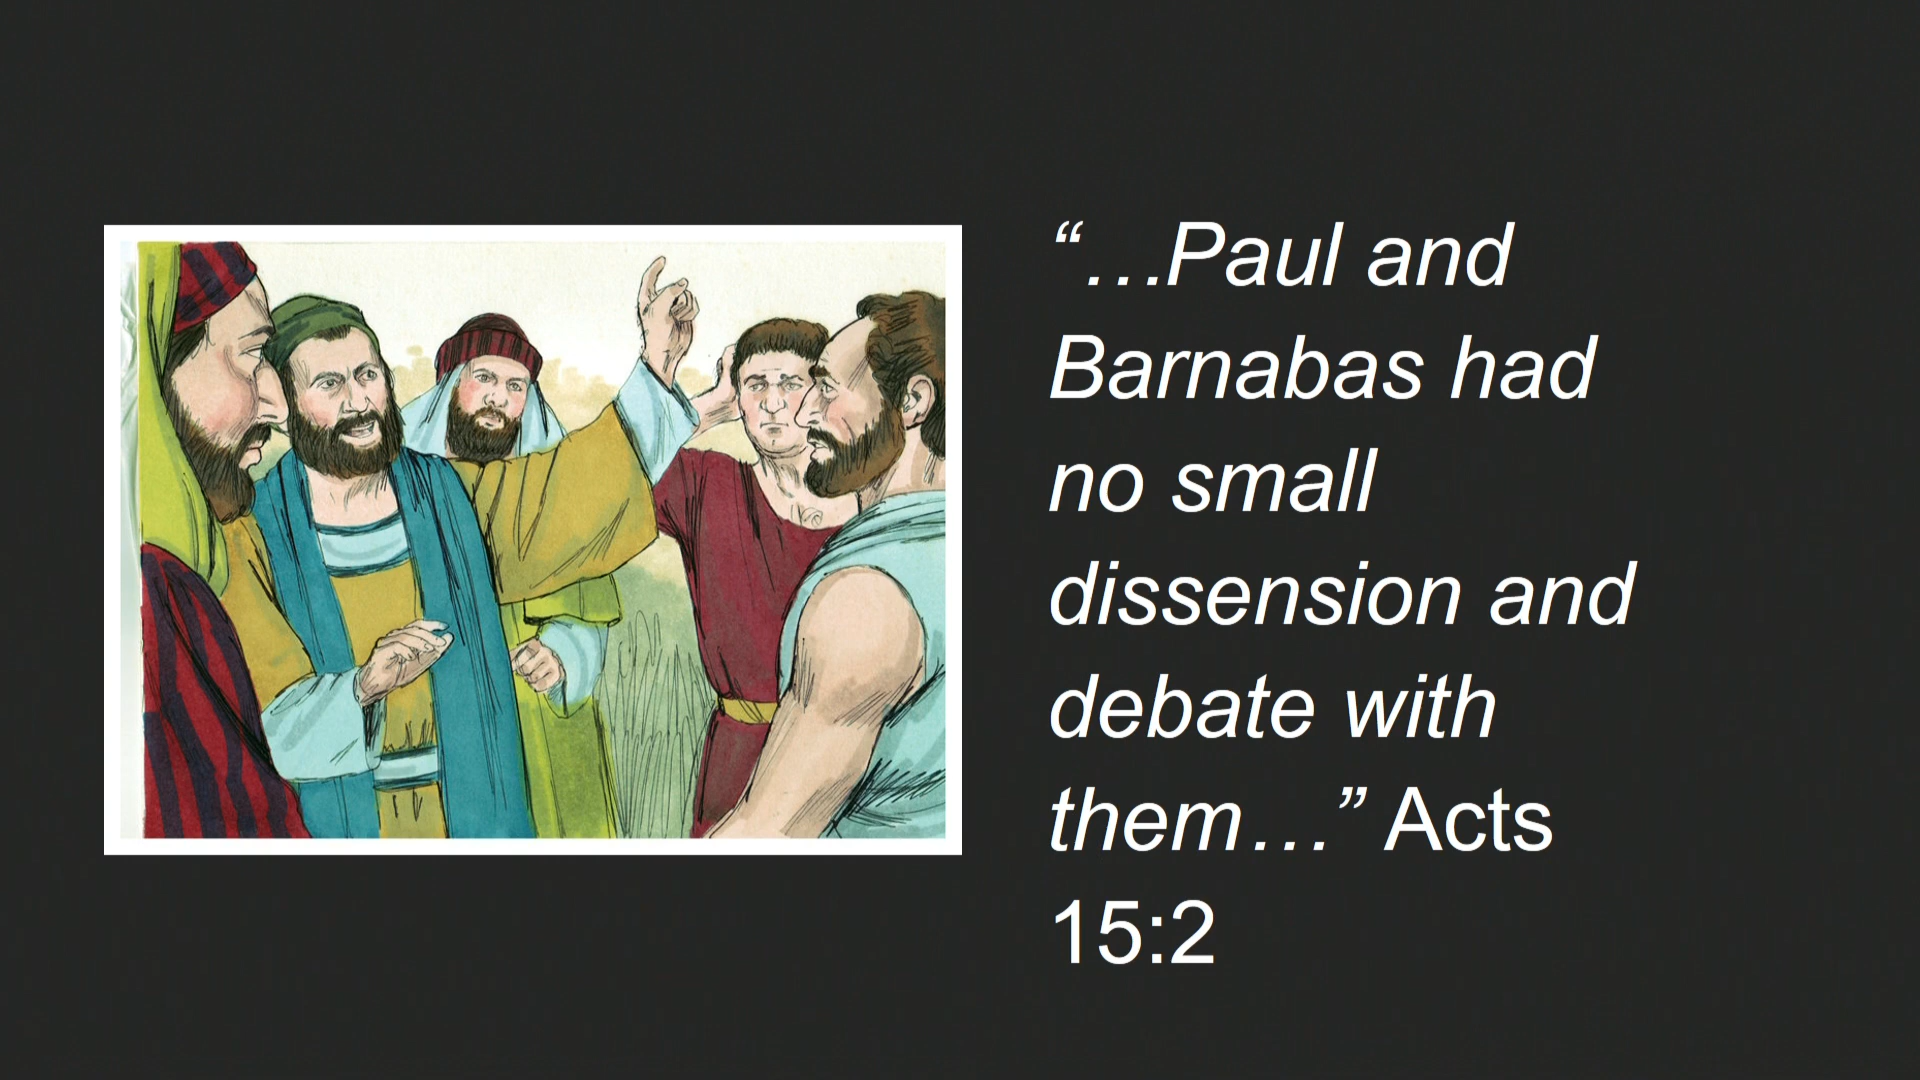 “…Paul and
Barnabas had
no small
dissension and
debate with
them…” Acts
15:2